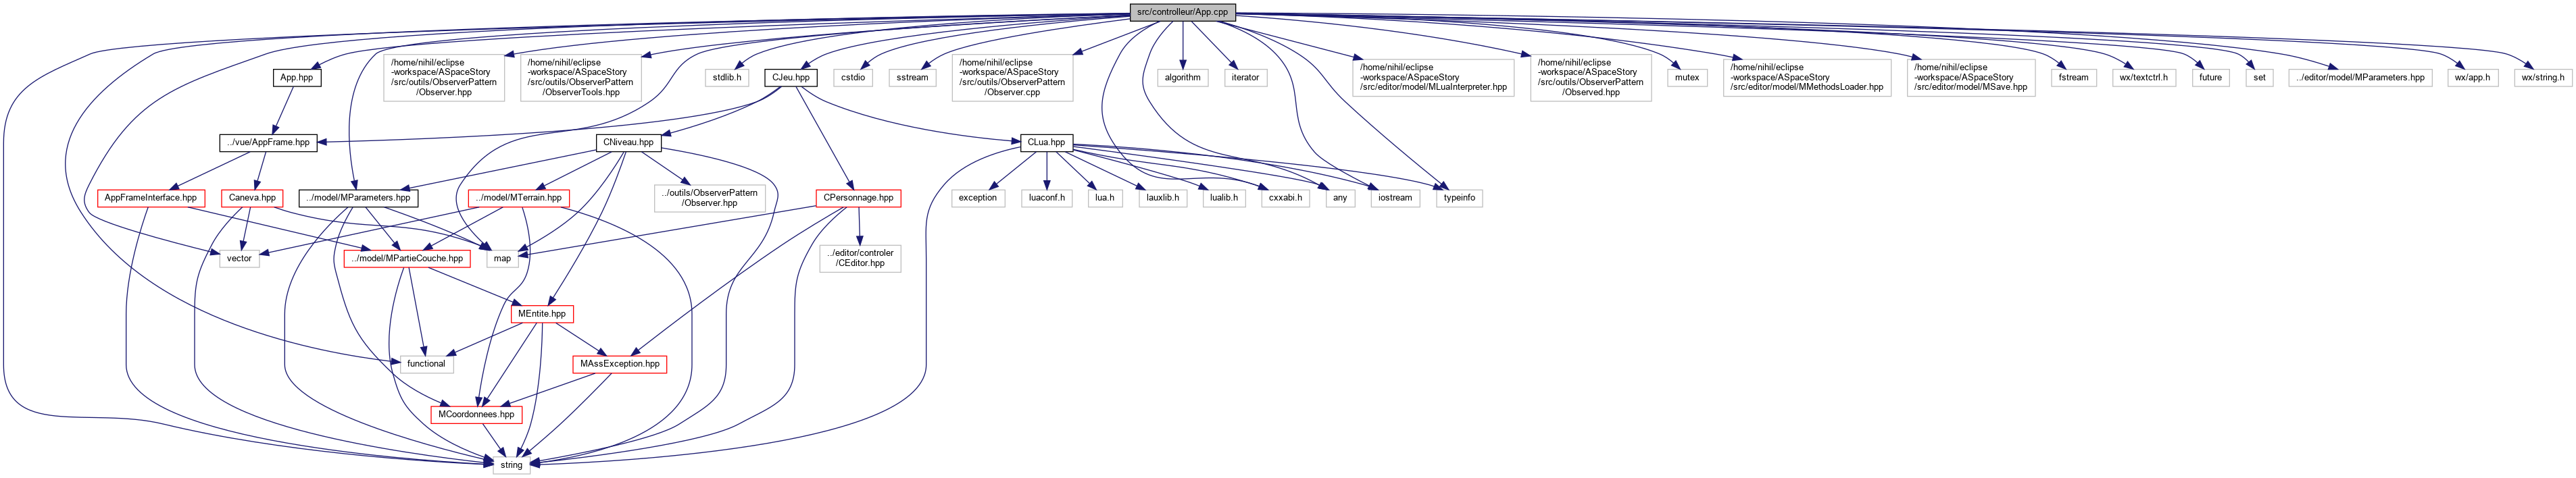 src/controlleur/App.cpp
App.hpp
/home/nihil/eclipse
-workspace/ASpaceStory
/src/outils/ObserverPattern
/Observer.hpp
/home/nihil/eclipse
-workspace/ASpaceStory
/src/outils/ObserverPattern
/ObserverTools.hpp
stdlib.h
CJeu.hpp
cstdio
sstream
/home/nihil/eclipse
-workspace/ASpaceStory
/src/outils/ObserverPattern
/Observer.cpp
algorithm
iterator
/home/nihil/eclipse
-workspace/ASpaceStory
/src/editor/model/MLuaInterpreter.hpp
/home/nihil/eclipse
-workspace/ASpaceStory
/src/outils/ObserverPattern
/Observed.hpp
mutex
/home/nihil/eclipse
-workspace/ASpaceStory
/src/editor/model/MMethodsLoader.hpp
/home/nihil/eclipse
-workspace/ASpaceStory
/src/editor/model/MSave.hpp
fstream
wx/textctrl.h
future
set
../editor/model/MParameters.hpp
wx/app.h
wx/string.h
../vue/AppFrame.hpp
CNiveau.hpp
CLua.hpp
AppFrameInterface.hpp
Caneva.hpp
../model/MParameters.hpp
../model/MTerrain.hpp
../outils/ObserverPattern
/Observer.hpp
CPersonnage.hpp
exception
luaconf.h
lua.h
lauxlib.h
lualib.h
cxxabi.h
any
iostream
typeinfo
vector
../model/MPartieCouche.hpp
map
../editor/controler
/CEditor.hpp
MEntite.hpp
functional
MAssException.hpp
MCoordonnees.hpp
string